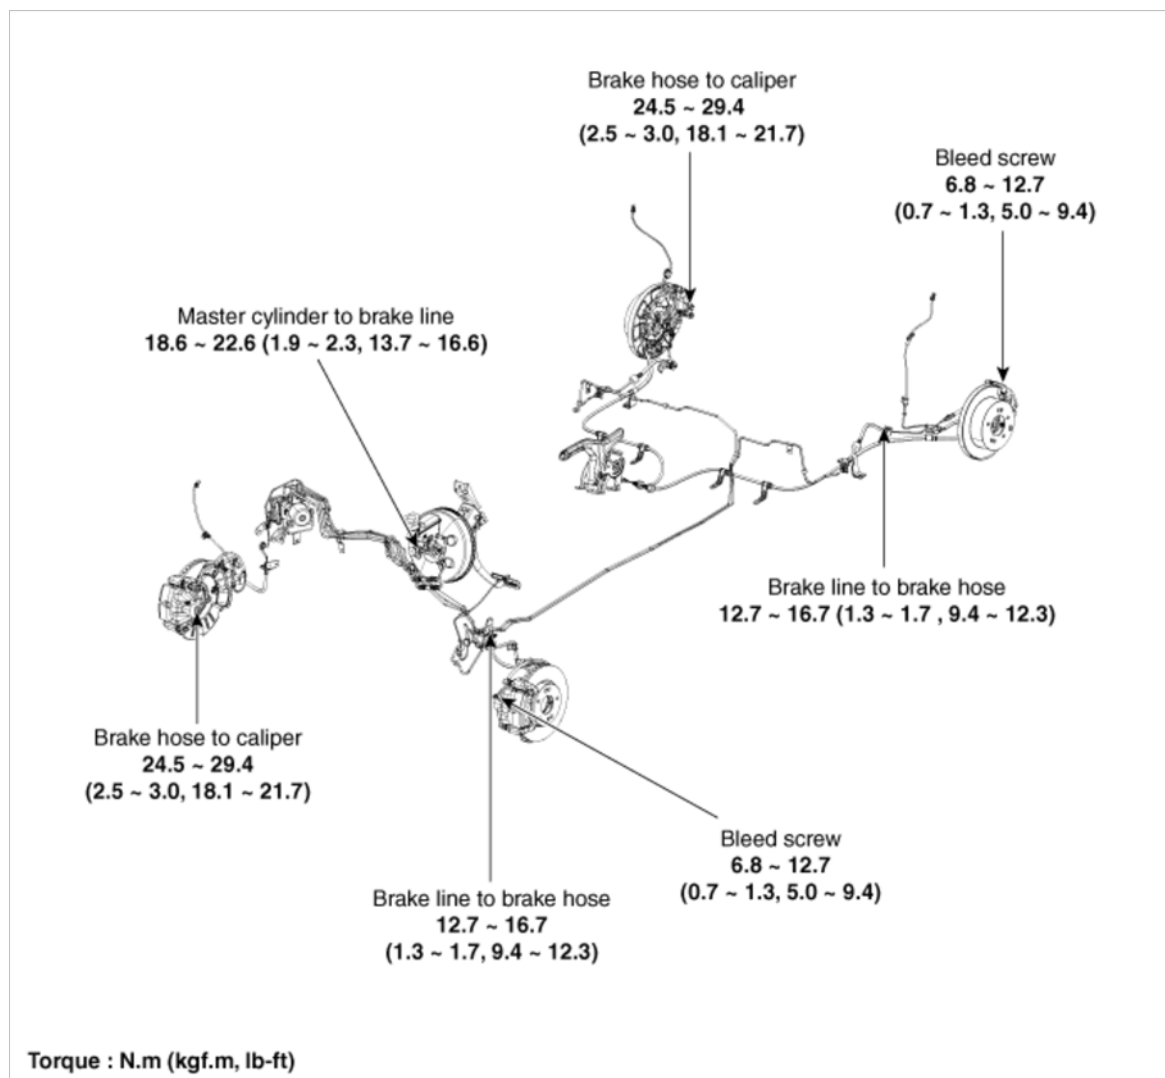 Brake hose to caliper
24.5 ~ 29.4
(2.5 ~ 3.0, 18.1 ~ 21.7)
Bleed screw
6.8 ~ 12.7
(0.7 ~ 1.3, 5.0 ~ 9.4)
Master cylinder to brake line
18.6 ~ 22.6 (1.9 ~ 2.3, 13.7 ~ 16.6)
Brake line to brake hose
12.7 ~ 16.7 (1.3 ~ 1.7 , 9.4 ~ 12.3)
Brake hose to caliper
24.5 ~ 29.4
(2.5 ~ 3.0, 18.1 ~ 21.7)
Bleed screw
6.8 ~ 12.7
(0.7 ~ 1.3, 5.0 ~ 9.4)
Brake line to brake hose
12.7 ~ 16.7
(1.3 ~ 1.7, 9.4 ~ 12.3)
Torque : N.m (kgf.m, lb-ft)